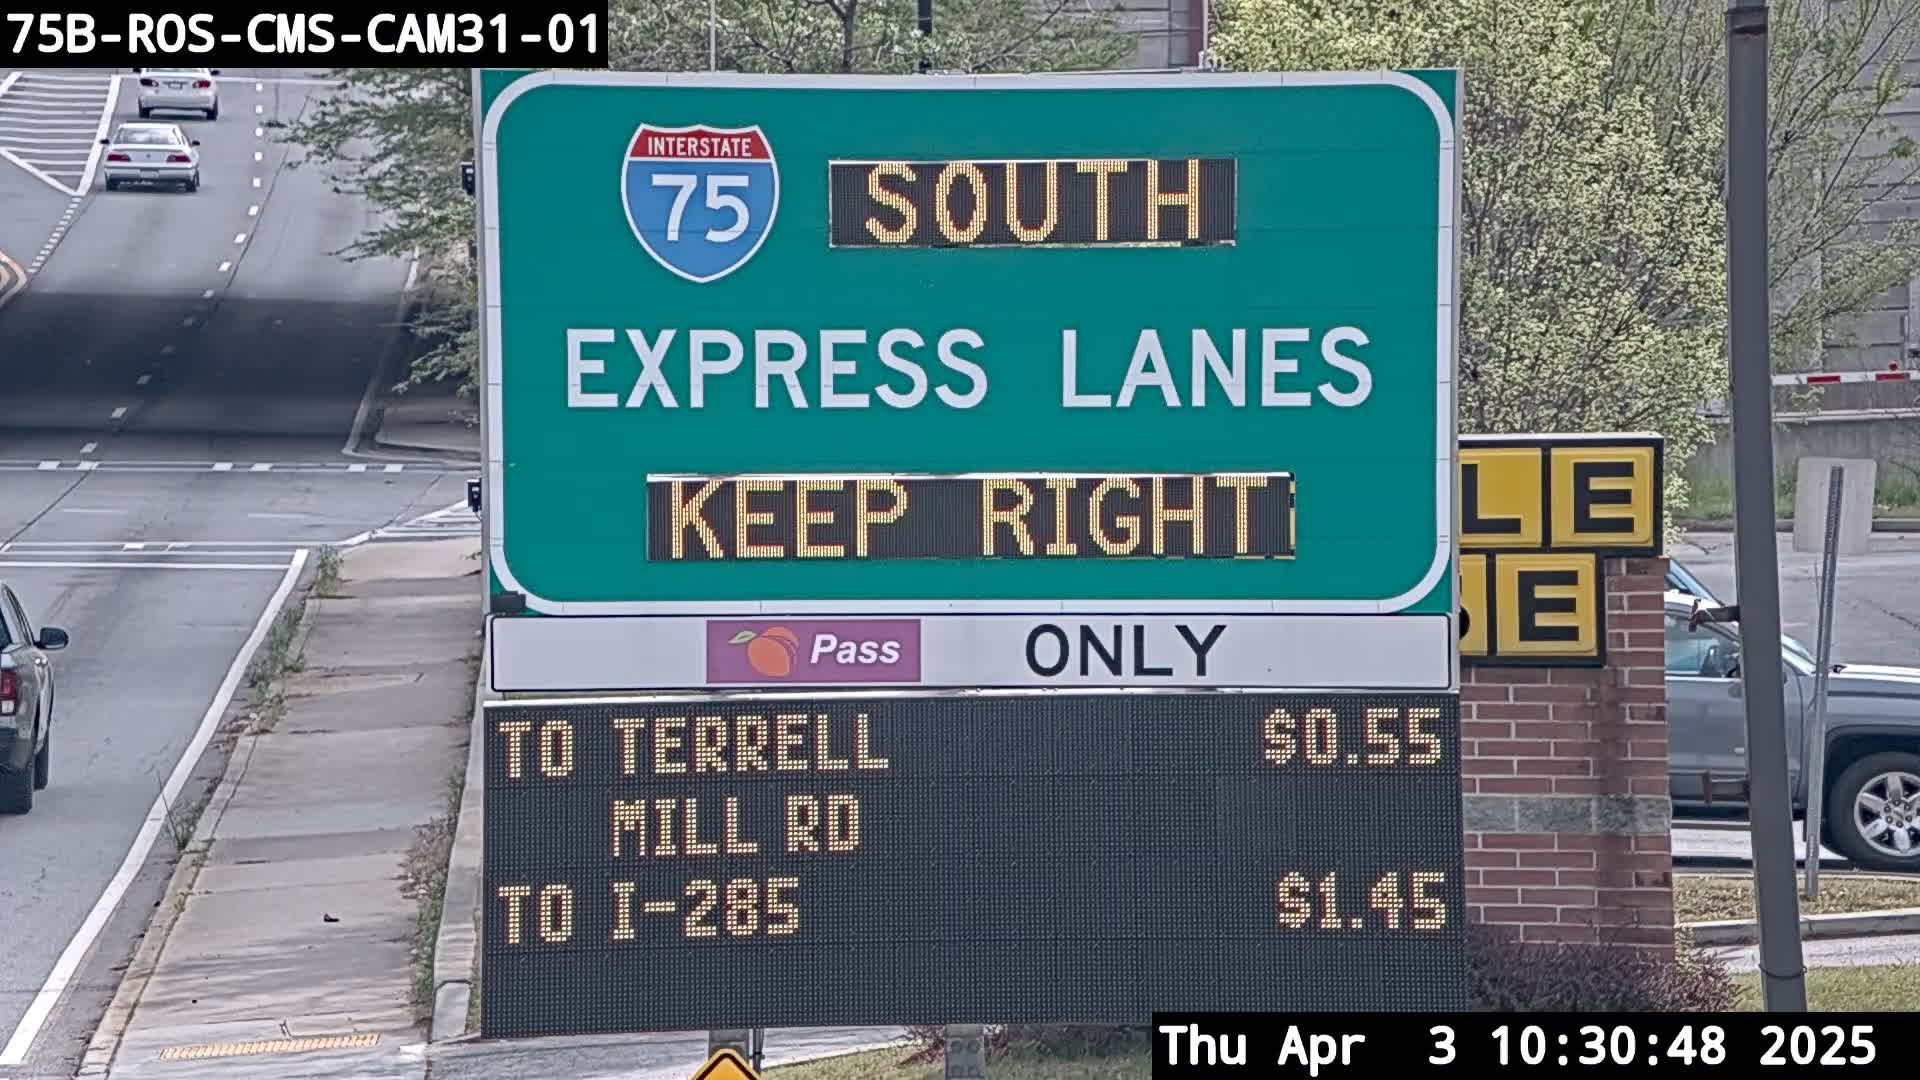 75B-ROS-CMS-CAM31-01
INTERSTATE
75
SOUTH
EXPRESS LANES
KEEP RIGHT
LE
E
Pass ONLY
TO TERRELL $0.55
MILL RD
TO I-285 $1.45
Thu Apr 3 10:30:48 2025